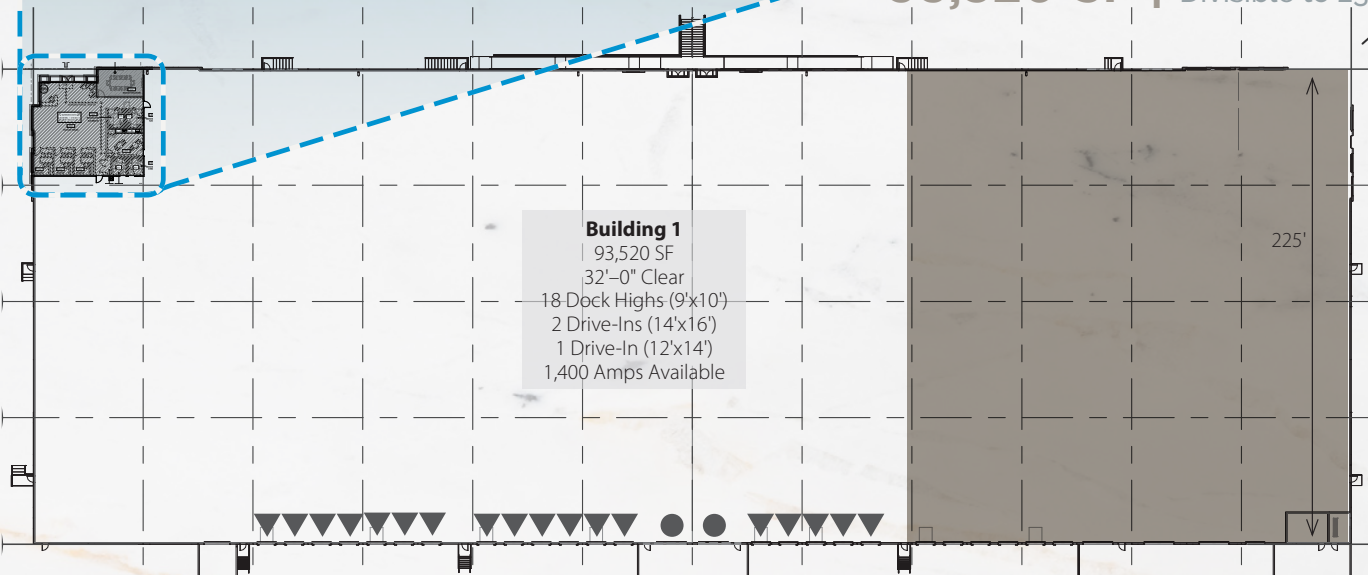 Building 1
93,520 SF
32'–0" Clear
18 Dock Highs (9'x10')
2 Drive-Ins (14'x16')
1 Drive-In (12'x14')
1,400 Amps Available
225'